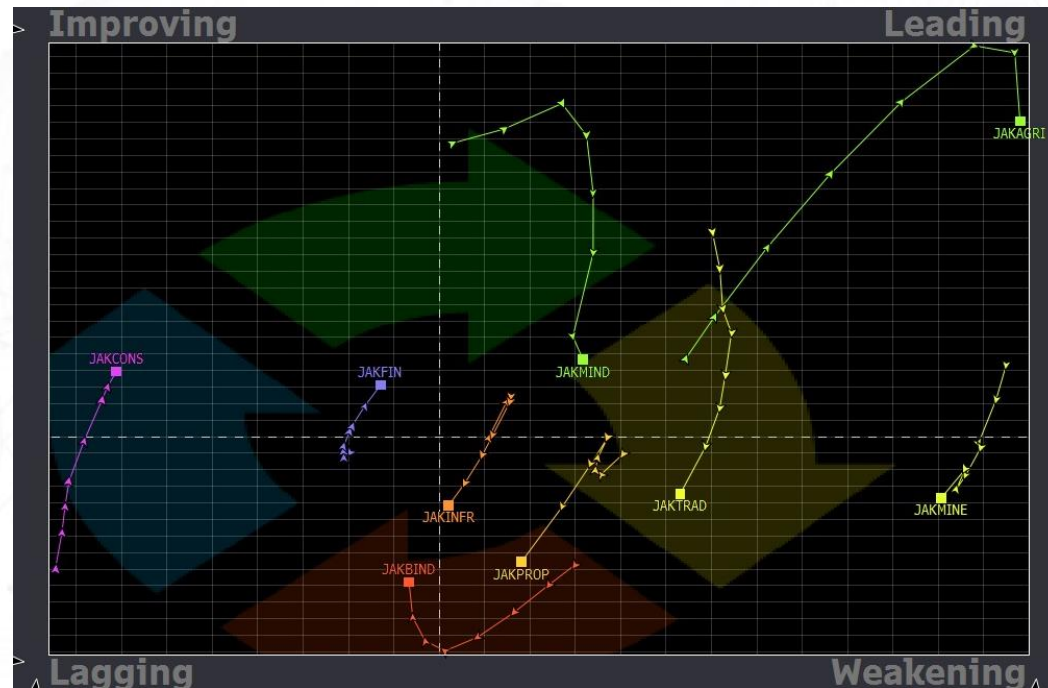 Improving
Leading
JAKAGRI
JAKCONS
JAKFIN
JAKMIND
JAKINFR
JAKTRAD
JAKMINE
JAKBIND
JAKPROP
Lagging
Weakening